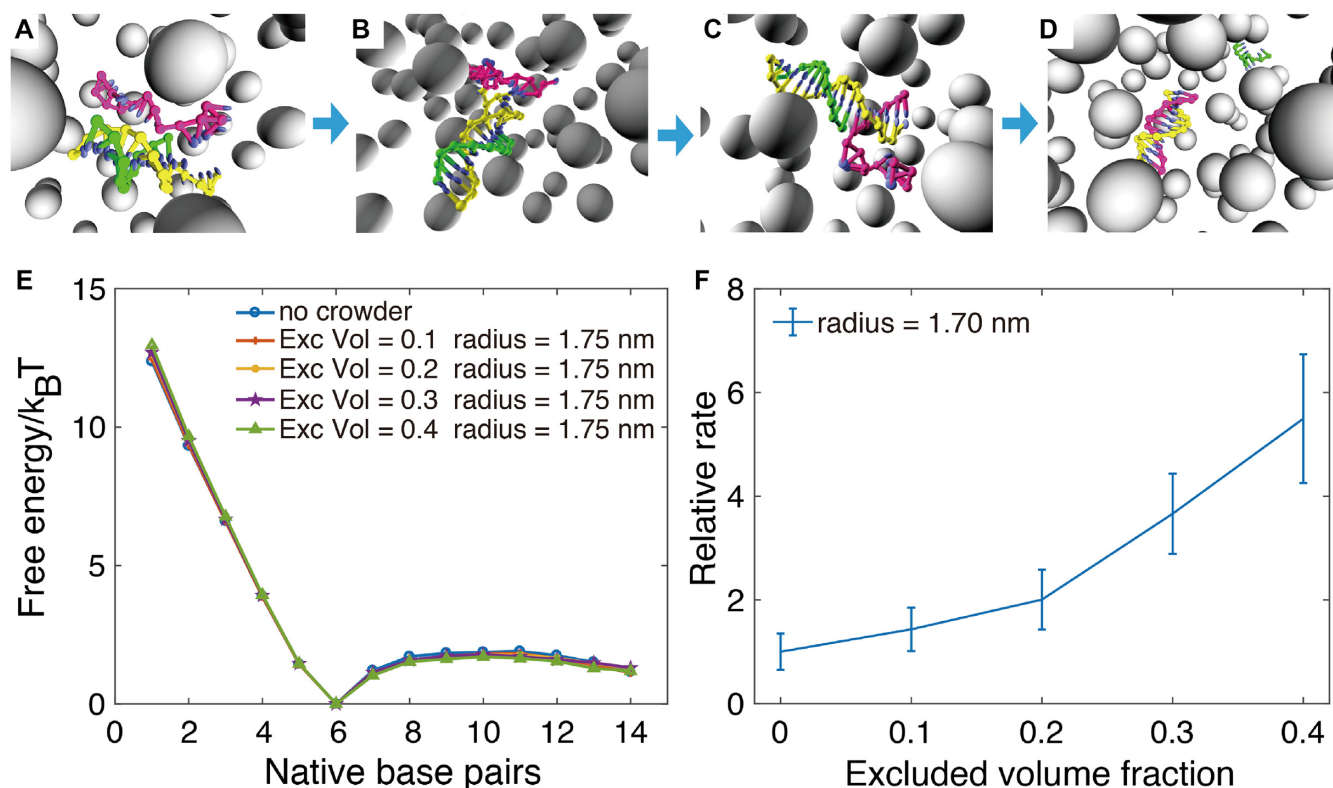 A
B
C
D
E
15
10
5
0
0
2
4
6
8
10
12
14
Free energy/k_BT
Native base pairs
no crowder
Exc Vol = 0.1 radius = 1.75 nm
Exc Vol = 0.2 radius = 1.75 nm
Exc Vol = 0.3 radius = 1.75 nm
Exc Vol = 0.4 radius = 1.75 nm
F
8
6
4
2
0
0
0.1
0.2
0.3
0.4
Relative rate
Excluded volume fraction
radius = 1.70 nm